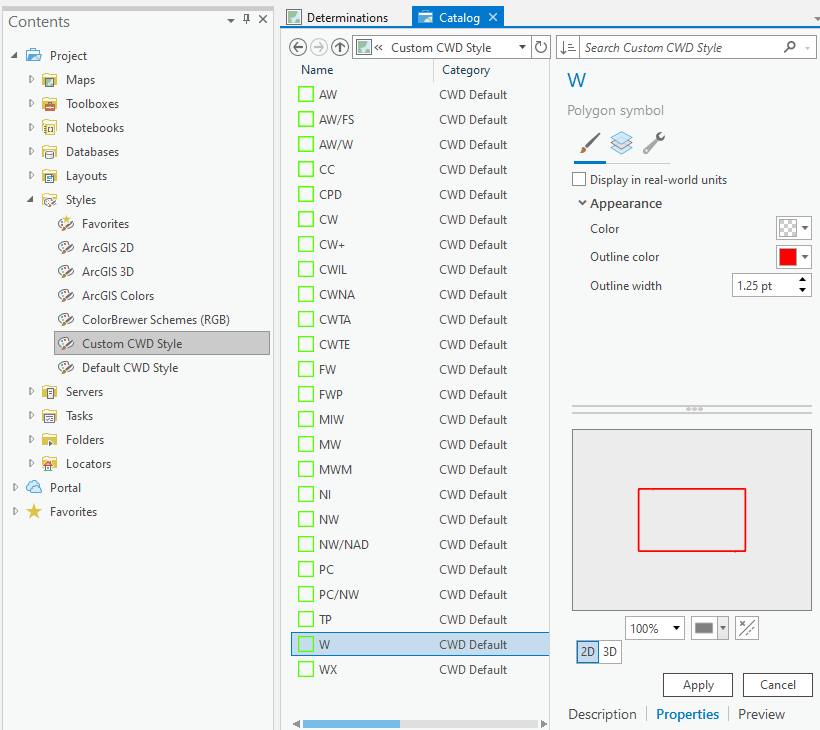 Contents
Project
Maps
Toolboxes
Notebooks
Databases
Layouts
Styles
Favorites
ArcGIS 2D
ArcGIS 3D
ArcGIS Colors
ColorBrewer Schemes (RGB)
Custom CWD Style
Default CWD Style
Servers
Tasks
Folders
Locators
Portal
Favorites
Determinations
Catalog
Custom CWD Style
Name Category
AW CWD Default
AW/FS CWD Default
AW/W CWD Default
CC CWD Default
CPD CWD Default
CW CWD Default
CW+ CWD Default
CWIL CWD Default
CWNA CWD Default
CWTA CWD Default
CWTE CWD Default
FW CWD Default
FWP CWD Default
MIW CWD Default
MW CWD Default
MWM CWD Default
NI CWD Default
NW CWD Default
NW/NAD CWD Default
PC CWD Default
PC/NW CWD Default
TP CWD Default
W CWD Default
WX CWD Default
Search Custom CWD Style
W
Polygon symbol
Display in real-world units
Appearance
Color
Outline color
Outline width 1.25 pt
100%
2D 3D
Apply Cancel
Description Properties Preview